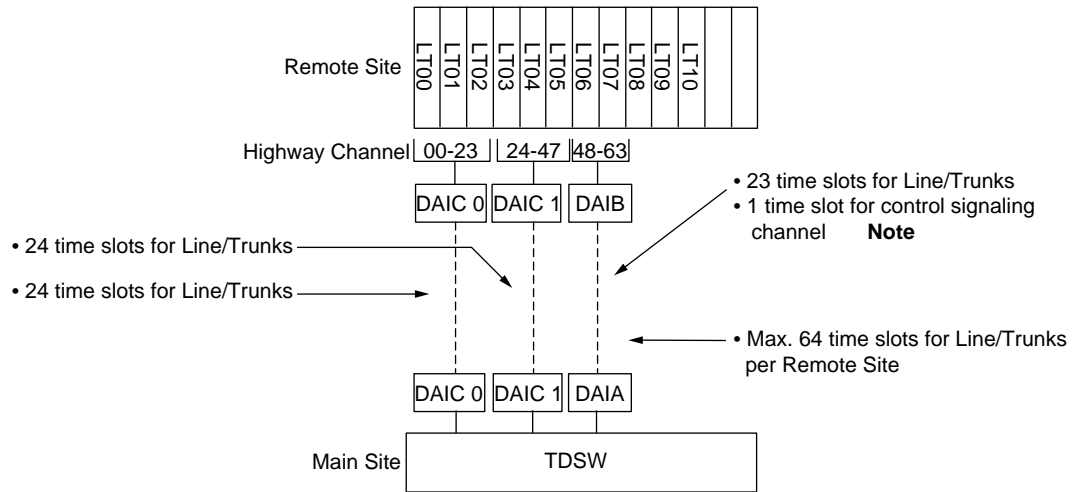 LT00 LT01 LT02 LT03 LT04 LT05 LT06 LT07 LT08 LT09 LT10
Remote Site
Highway Channel 00-23 24-47 48-63
DAIC 0 DAIC 1 DAIB
• 23 time slots for Line/Trunks
• 1 time slot for control signaling
channel Note
• 24 time slots for Line/Trunks
• 24 time slots for Line/Trunks
• Max. 64 time slots for Line/Trunks
per Remote Site
DAIC 0 DAIC 1 DAIA
Main Site TDSW